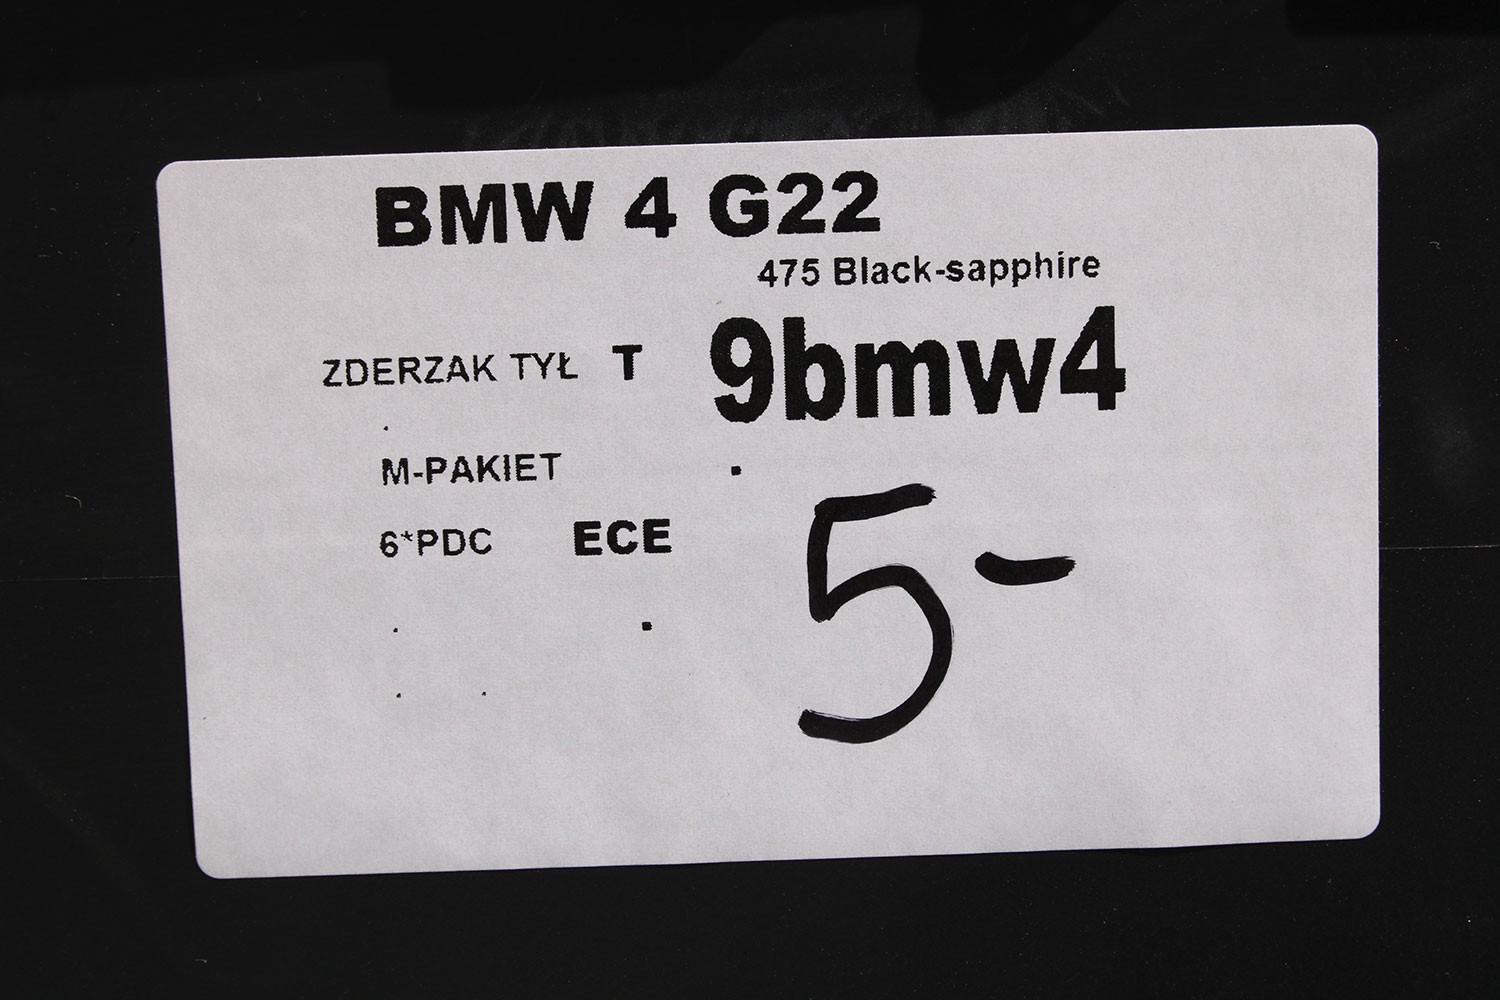 BMW 4 G22
475 Black-sapphire
ZDERZAK TYŁ T 9bmw4
M-PAKIET
6*PDC ECE
5-